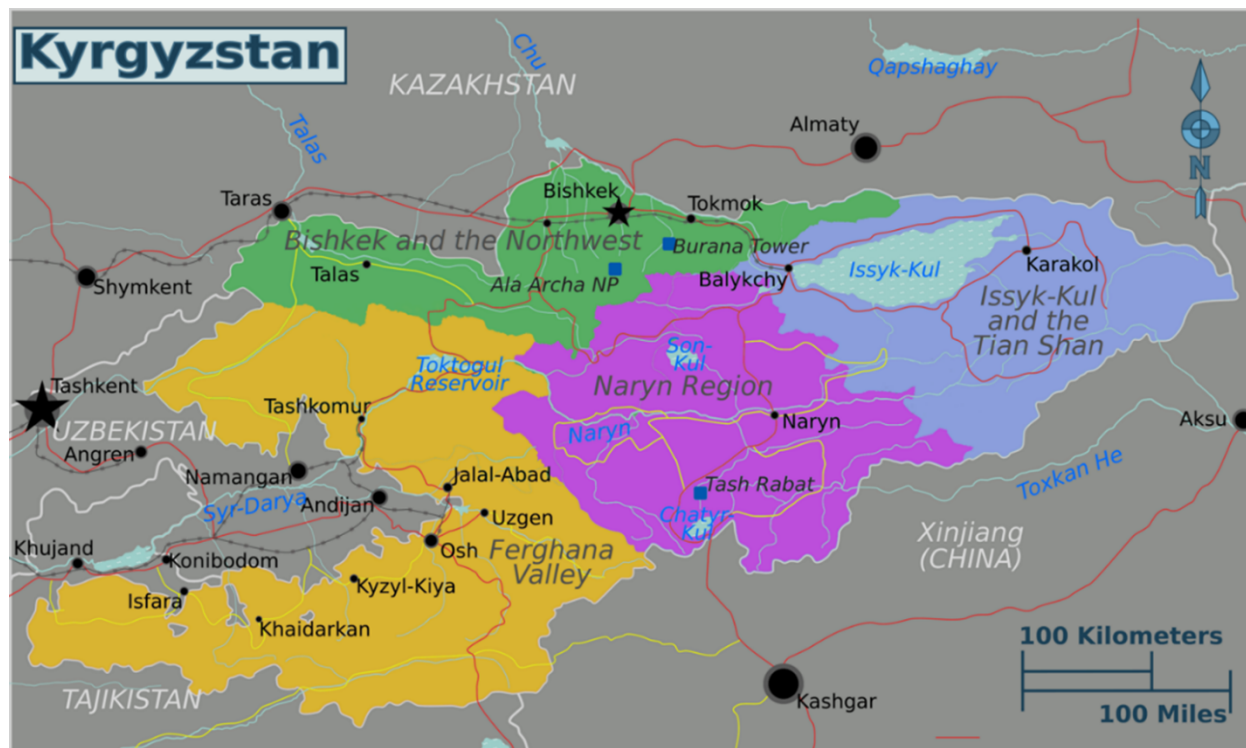 Kyrgyzstan
Chu
Qapshaghay
KAZAKHSTAN
Talas
Almaty
N
Taras
Bishkek
Tokmok
Bishkek and the Northwest
Burana Tower
Talas
Ala Archa NP
Balykchy
Issyk-Kul
Karakol
Shymkent
Issyk-Kul
and the
Tian Shan
Toktogul
Reservoir
Son-
Kul
Naryn Region
Tashkent
Tashkomur
Naryn
Naryn
Aksu
UZBEKISTAN
Angren
Namangan
Jalal-Abad
Toxkan He
Syr-Darya
Andijan
Tash Rabat
Uzgen
Chatyr-
Kul
Xinjiang
(CHINA)
Khujand
Konibodom
Osh
Ferghana
Valley
Kyzyl-Kiya
Isfara
Khaidarkan
TAJIKISTAN
Kashgar
100 Kilometers
100 Miles